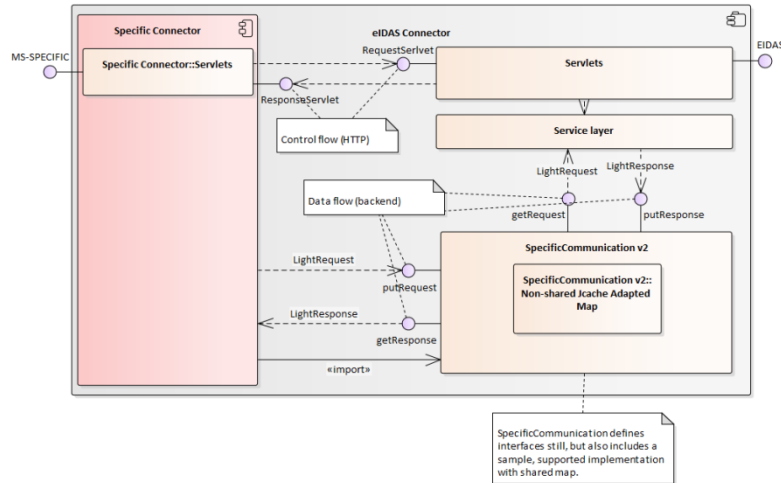 Specific Connector
eIDAS Connector
MS-SPECIFIC
RequestSerlvet
EIDAS
Specific Connector::Servlets
Servlets
ResponseServlet
Control flow (HTTP)
Service layer
LightRequest
LightResponse
Data flow (backend)
getRequest
putResponse
SpecificCommunication v2
LightRequest
putRequest
SpecificCommunication v2::
Non-shared Jcache Adapted
Map
LightResponse
getResponse
«import»
SpecificCommunication defines
interfaces still, but also includes a
sample, supported implementation
with shared map.